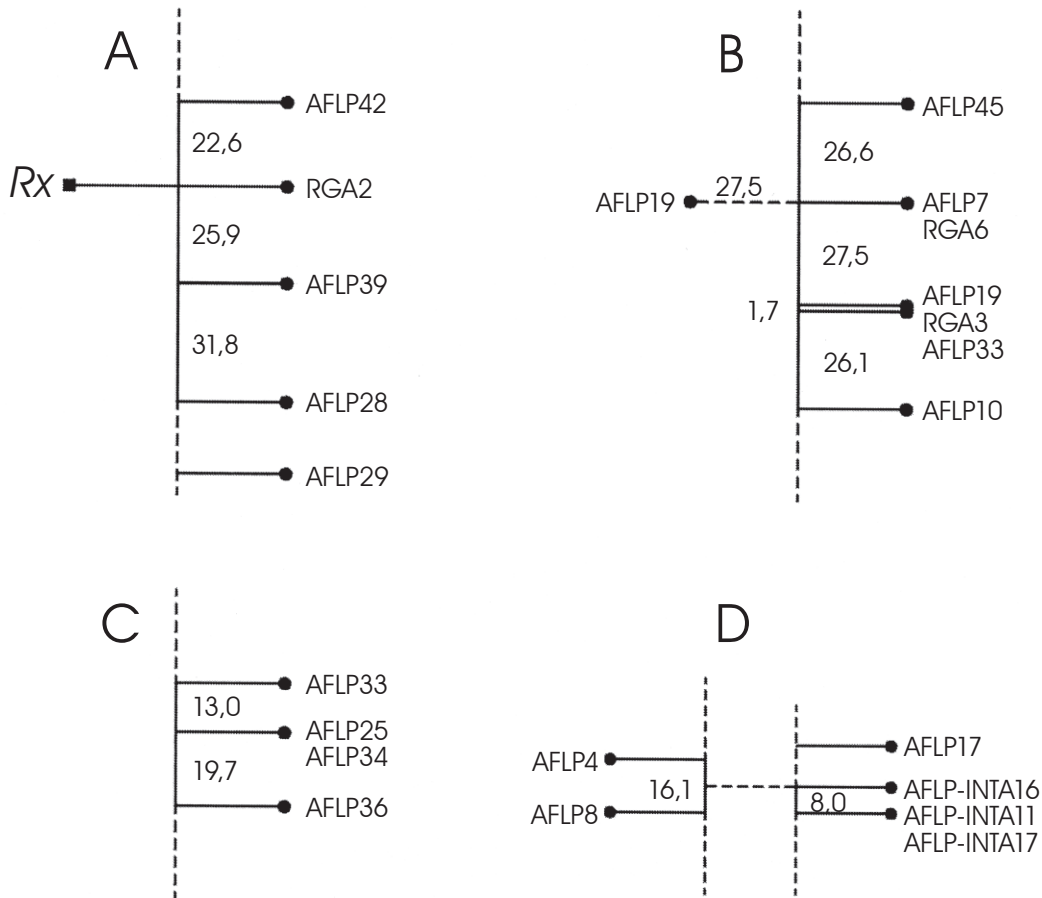 A
AFLP42
22,6
Rx
RGA2
25,9
AFLP39
31,8
AFLP28
AFLP29
B
AFLP45
26,6
AFLP19
27,5
AFLP7
RGA6
27,5
AFLP19
1,7
RGA3
AFLP33
26,1
AFLP10
C
AFLP33
13,0
AFLP25
AFLP34
19,7
AFLP36
D
AFLP4
16,1
AFLP8
AFLP17
AFLP-INTA16
8,0
AFLP-INTA11
AFLP-INTA17